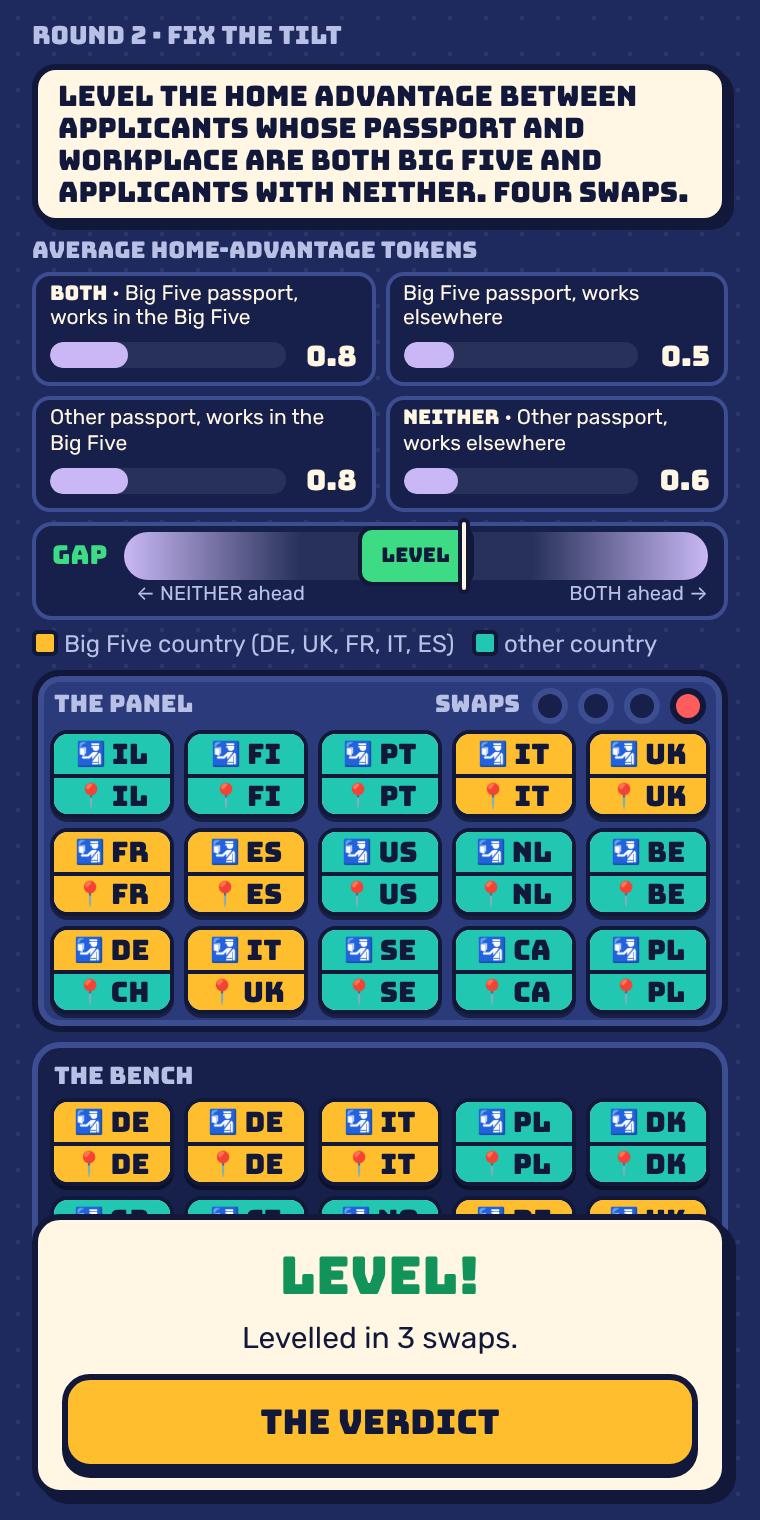 ROUND 2 • FIX THE TILT
LEVEL THE HOME ADVANTAGE BETWEEN
APPLICANTS WHOSE PASSPORT AND
WORKPLACE ARE BOTH BIG FIVE AND
APPLICANTS WITH NEITHER. FOUR SWAPS.
AVERAGE HOME-ADVANTAGE TOKENS
BOTH • Big Five passport,
works in the Big Five
0.8
Big Five passport, works
elsewhere
0.5
Other passport, works in the
Big Five
0.8
NEITHER • Other passport,
works elsewhere
0.6
GAP
LEVEL
← NEITHER ahead
BOTH ahead →
Big Five country (DE, UK, FR, IT, ES)
other country
THE PANEL
SWAPS
IL FI PT IT UK
IL FI PT IT UK
FR ES US NL BE
FR ES US NL BE
DE IT SE CA PL
CH UK SE CA PL
THE BENCH
DE DE IT PL DK
DE DE IT PL DK
LEVEL!
Levelled in 3 swaps.
THE VERDICT